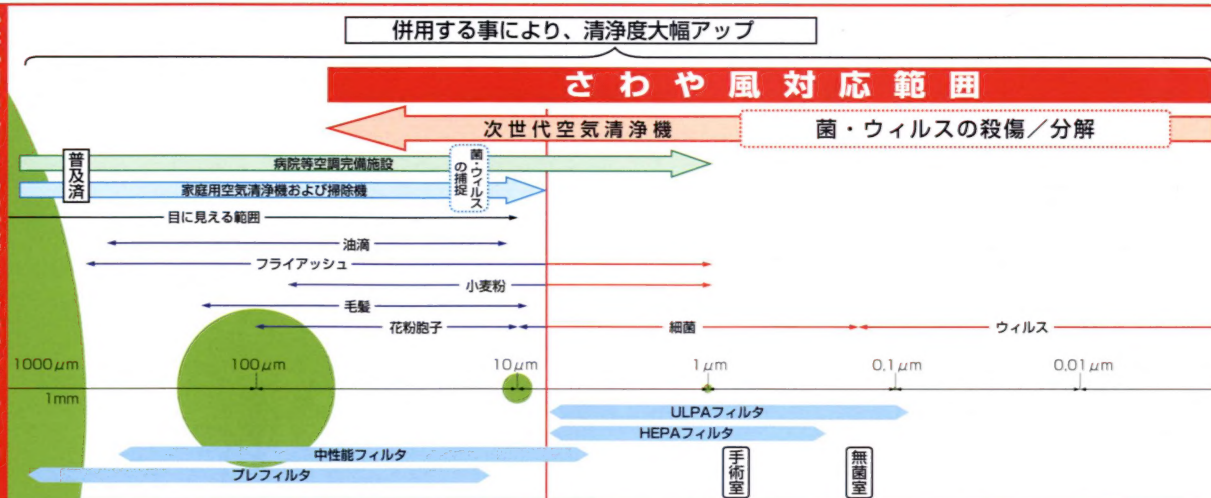 併用する事により、清浄度大幅アップ
さわや風対応範囲
次世代空気清浄機
菌・ウィルスの殺傷／分解
普及済
病院等空調完備施設
菌・ウィルス
の捕捉
家庭用空気清浄機および掃除機
目に見える範囲
油滴
フライアッシュ
小麦粉
毛髪
花粉胞子
細菌
ウィルス
1000μm
100μm
10μm
1μm
0.1μm
0.01μm
1mm
ULPAフィルタ
HEPAフィルタ
中性能フィルタ
プレフィルタ
手術室
無菌室